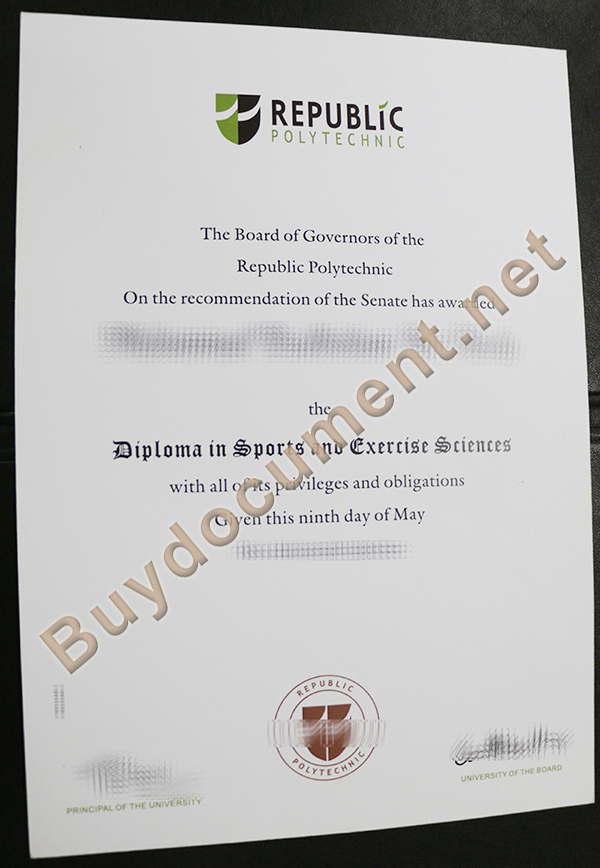 REPUBLIC
POLYTECHNIC
The Board of Governors of the
Republic Polytechnic
On the recommendation of the Senate has awarded
the
Diploma in Sports and Exercise Sciences
with all of its privileges and obligations
Given this ninth day of May
Buydocument.net
REPUBLIC
POLYTECHNIC
PRINCIPAL OF THE UNIVERSITY
UNIVERSITY OF THE BOARD